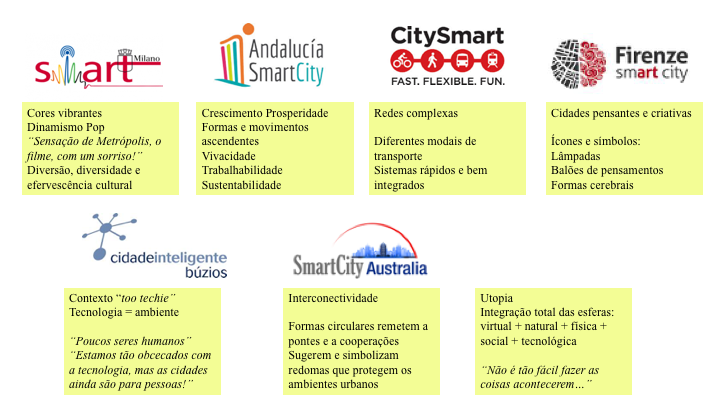 smart
Milano
Andalucía
SmartCity
CitySmart
FAST. FLEXIBLE. FUN.
Firenze
smart city
Cores vibrantes
Dinamismo Pop
“Sensação de Metrópolis, o
filme, com um sorriso!”
Diversão, diversidade e
efervescência cultural
Crescimento Prosperidade
Formas e movimentos
ascendentes
Vivacidade
Trabalhabilidade
Sustentabilidade
Redes complexas
Diferentes modais de
transporte
Sistemas rápidos e bem
integrados
Cidades pensantes e criativas
Ícones e símbolos:
Lâmpadas
Balões de pensamentos
Formas cerebrais
cidadeinteligente
búzios
SmartCity Australia
Contexto “too techie”
Tecnologia = ambiente
“Poucos seres humanos”
“Estamos tão obcecados com
a tecnologia, mas as cidades
ainda são para pessoas!”
Interconectividade
Formas circulares remetem a
pontes e a cooperações
Sugerem e simbolizam
redomas que protegem os
ambientes urbanos
Utopia
Integração total das esferas:
virtual + natural + física +
social + tecnológica
“Não é tão fácil fazer as
coisas acontecerem…”